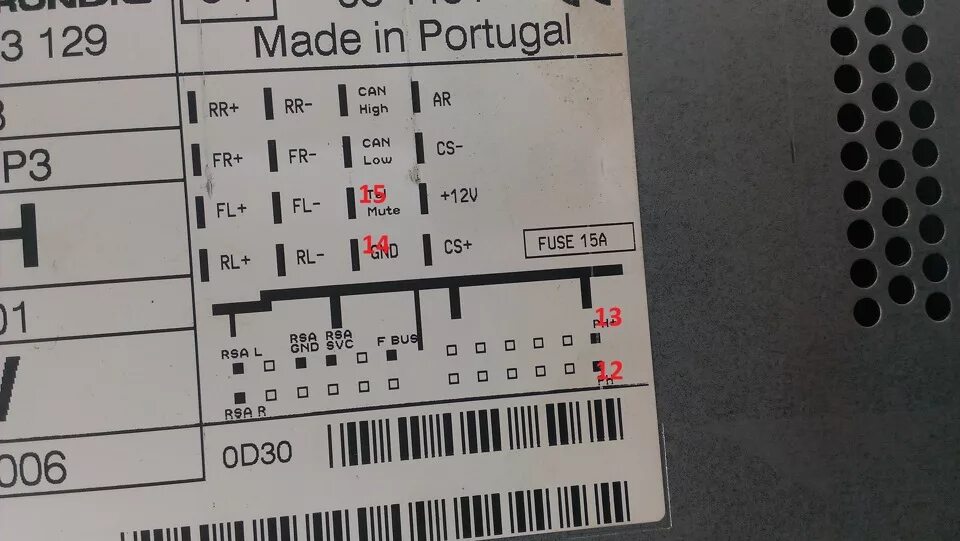 3 129
Made in Portugal
RR+ RR- CAN High AR
P3
FR+ FR- CAN Low CS-
15
FL+ FL- Mute +12V
H
14
RL+ RL- GND CS+ FUSE 15A
01
13
RSA L RSA GND RSA SVC F BUS PH+
12
RSA R
006
0D30